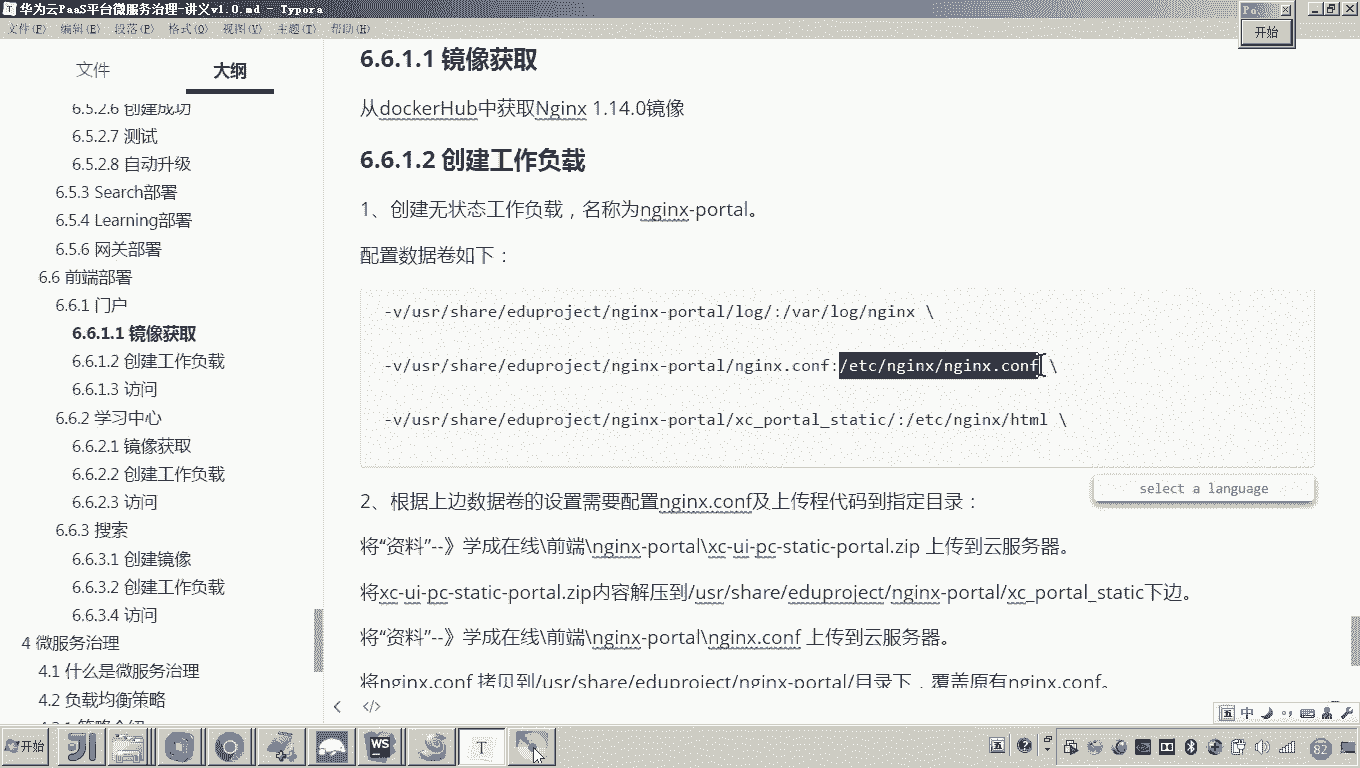 华为云PaaS平台微服务治理-讲义v1.0.md - Typora
文件(F) 编辑(E) 段落(P) 格式(O) 视图(V) 主题(T) 帮助(H)
开始
文件 大纲
6.5.2.6 创建成功
6.5.2.7 测试
6.5.2.8 自动升级
6.5.3 Search部署
6.5.4 Learning部署
6.5.6 网关部署
6.6 前端部署
6.6.1 门户
6.6.1.1 镜像获取
6.6.1.2 创建工作负载
6.6.1.3 访问
6.6.2 学习中心
6.6.2.1 镜像获取
6.6.2.2 创建工作负载
6.6.2.3 访问
6.6.3 搜索
6.6.3.1 创建镜像
6.6.3.2 创建工作负载
6.6.3.4 访问
4 微服务治理
4.1 什么是微服务治理
4.2 负载均衡策略
6.6.1.1 镜像获取
从dockerHub中获取Nginx 1.14.0镜像
6.6.1.2 创建工作负载
1、创建无状态工作负载，名称为nginx-portal。
配置数据卷如下：
-v/usr/share/eduproject/nginx-portal/log/:/var/log/nginx \
-v/usr/share/eduproject/nginx-portal/nginx.conf:/etc/nginx/nginx.conf \
-v/usr/share/eduproject/nginx-portal/xc_portal_static/:/etc/nginx/html \
select a language
2、根据上边数据卷的设置需要配置nginx.conf及上传程代码到指定目录：
将“资料”--》学成在线\前端\nginx-portal\xc-ui-pc-static-portal.zip 上传到云服务器。
将xc-ui-pc-static-portal.zip内容解压到/usr/share/eduproject/nginx-portal/xc_portal_static下边。
将“资料”--》学成在线\前端\nginx-portal\nginx.conf 上传到云服务器。
将nginx.conf 拷贝到/usr/share/eduproject/nginx-portal/目录下，覆盖原有nginx.conf。
五 中
开始
WS
T
五
82